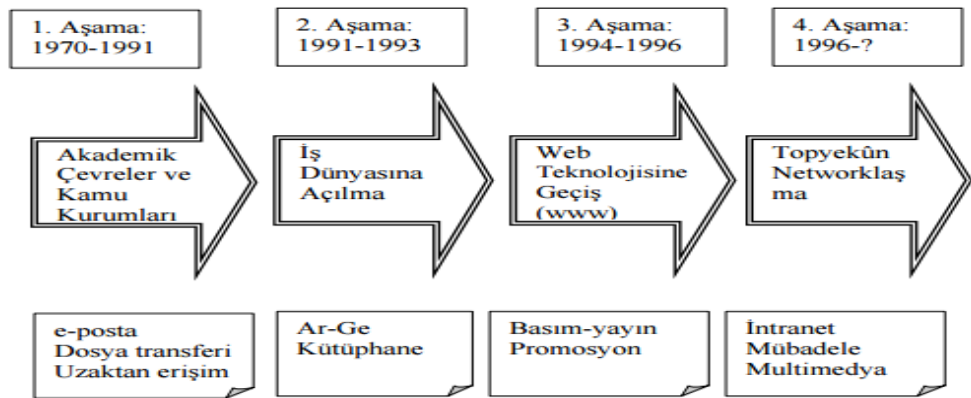 1. Aşama:
1970-1991
2. Aşama:
1991-1993
3. Aşama:
1994-1996
4. Aşama:
1996-?
Akademik
Çevreler ve
Kamu
Kurumları
İş
Dünyasına
Açılma
Web
Teknolojisine
Geçiş
(www)
Topyekûn
Networklaş
ma
e-posta
Dosya transferi
Uzaktan erişim
Ar-Ge
Kütüphane
Basım-yayın
Promosyon
İntranet
Mübadele
Multimedya